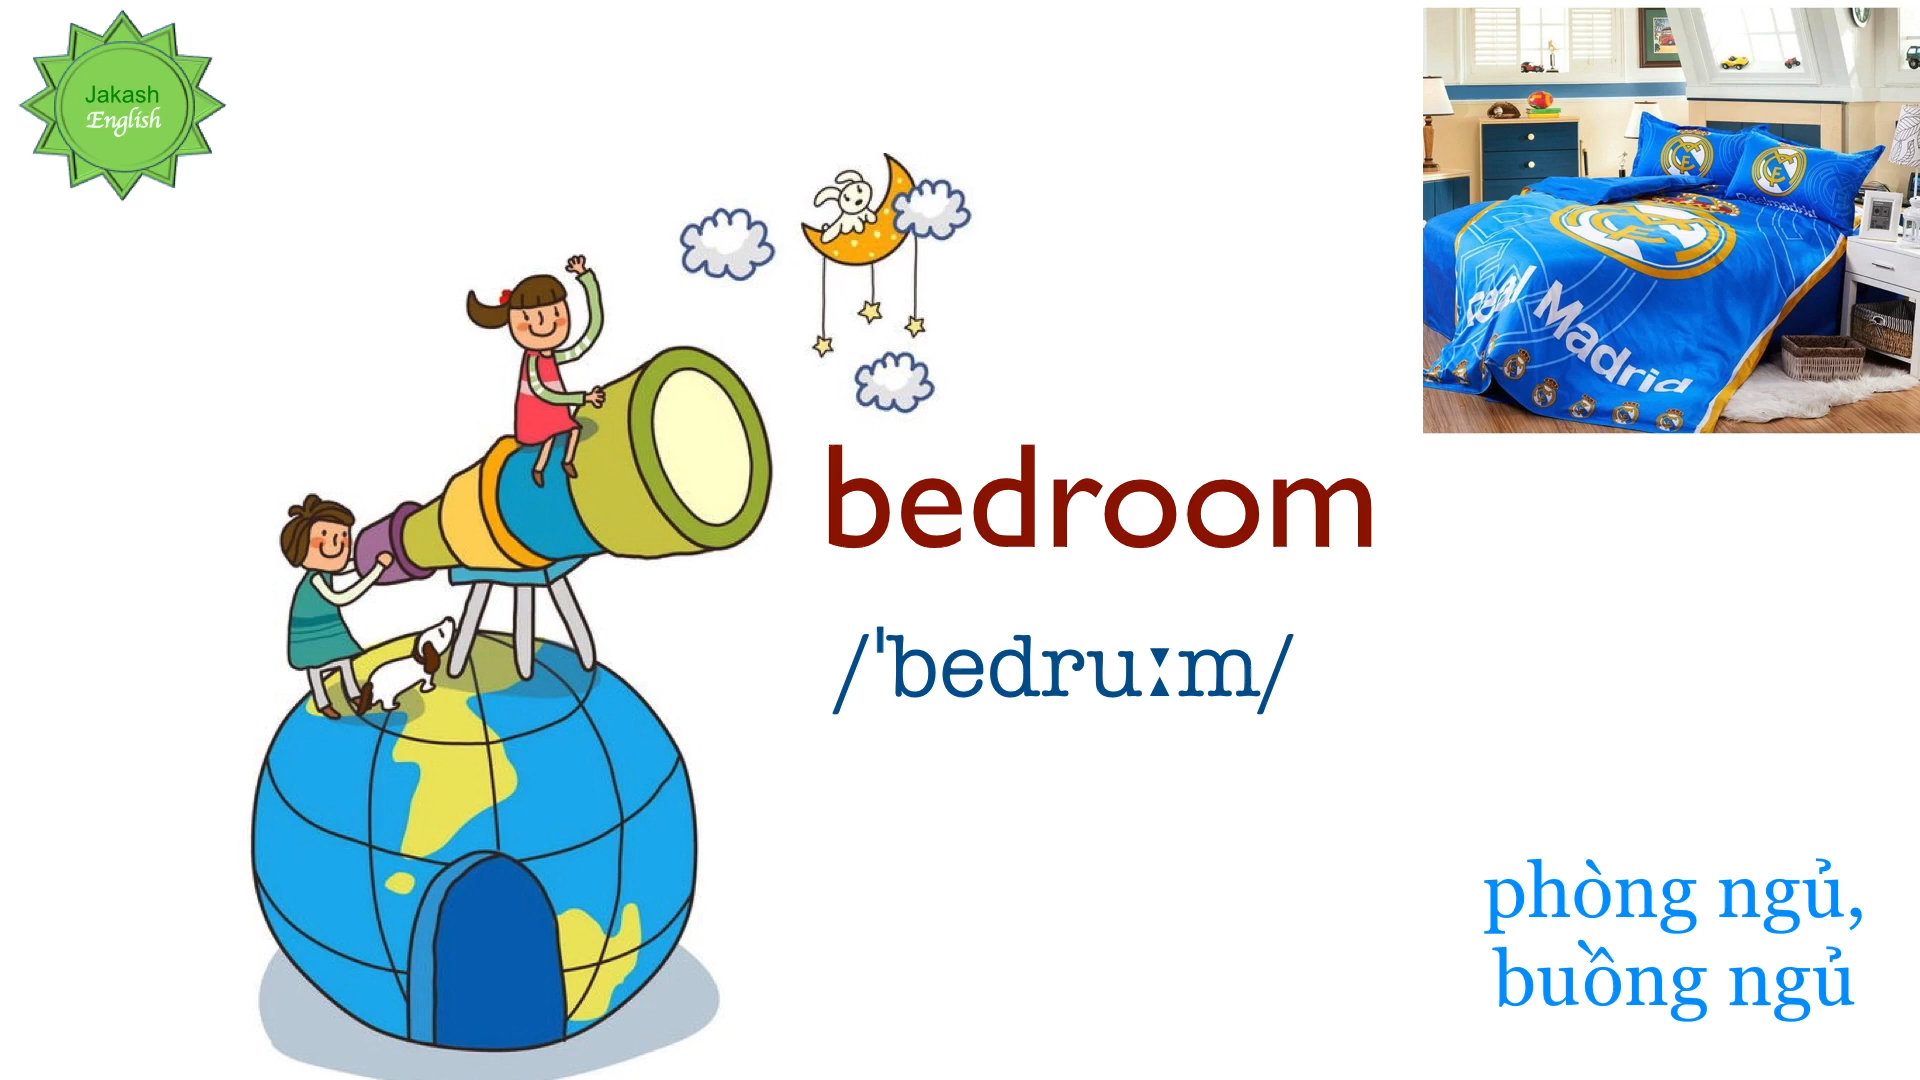 Jakash
English
Real Madrid
bedroom
/ˈbedruːm/
phòng ngủ,
buồng ngủ